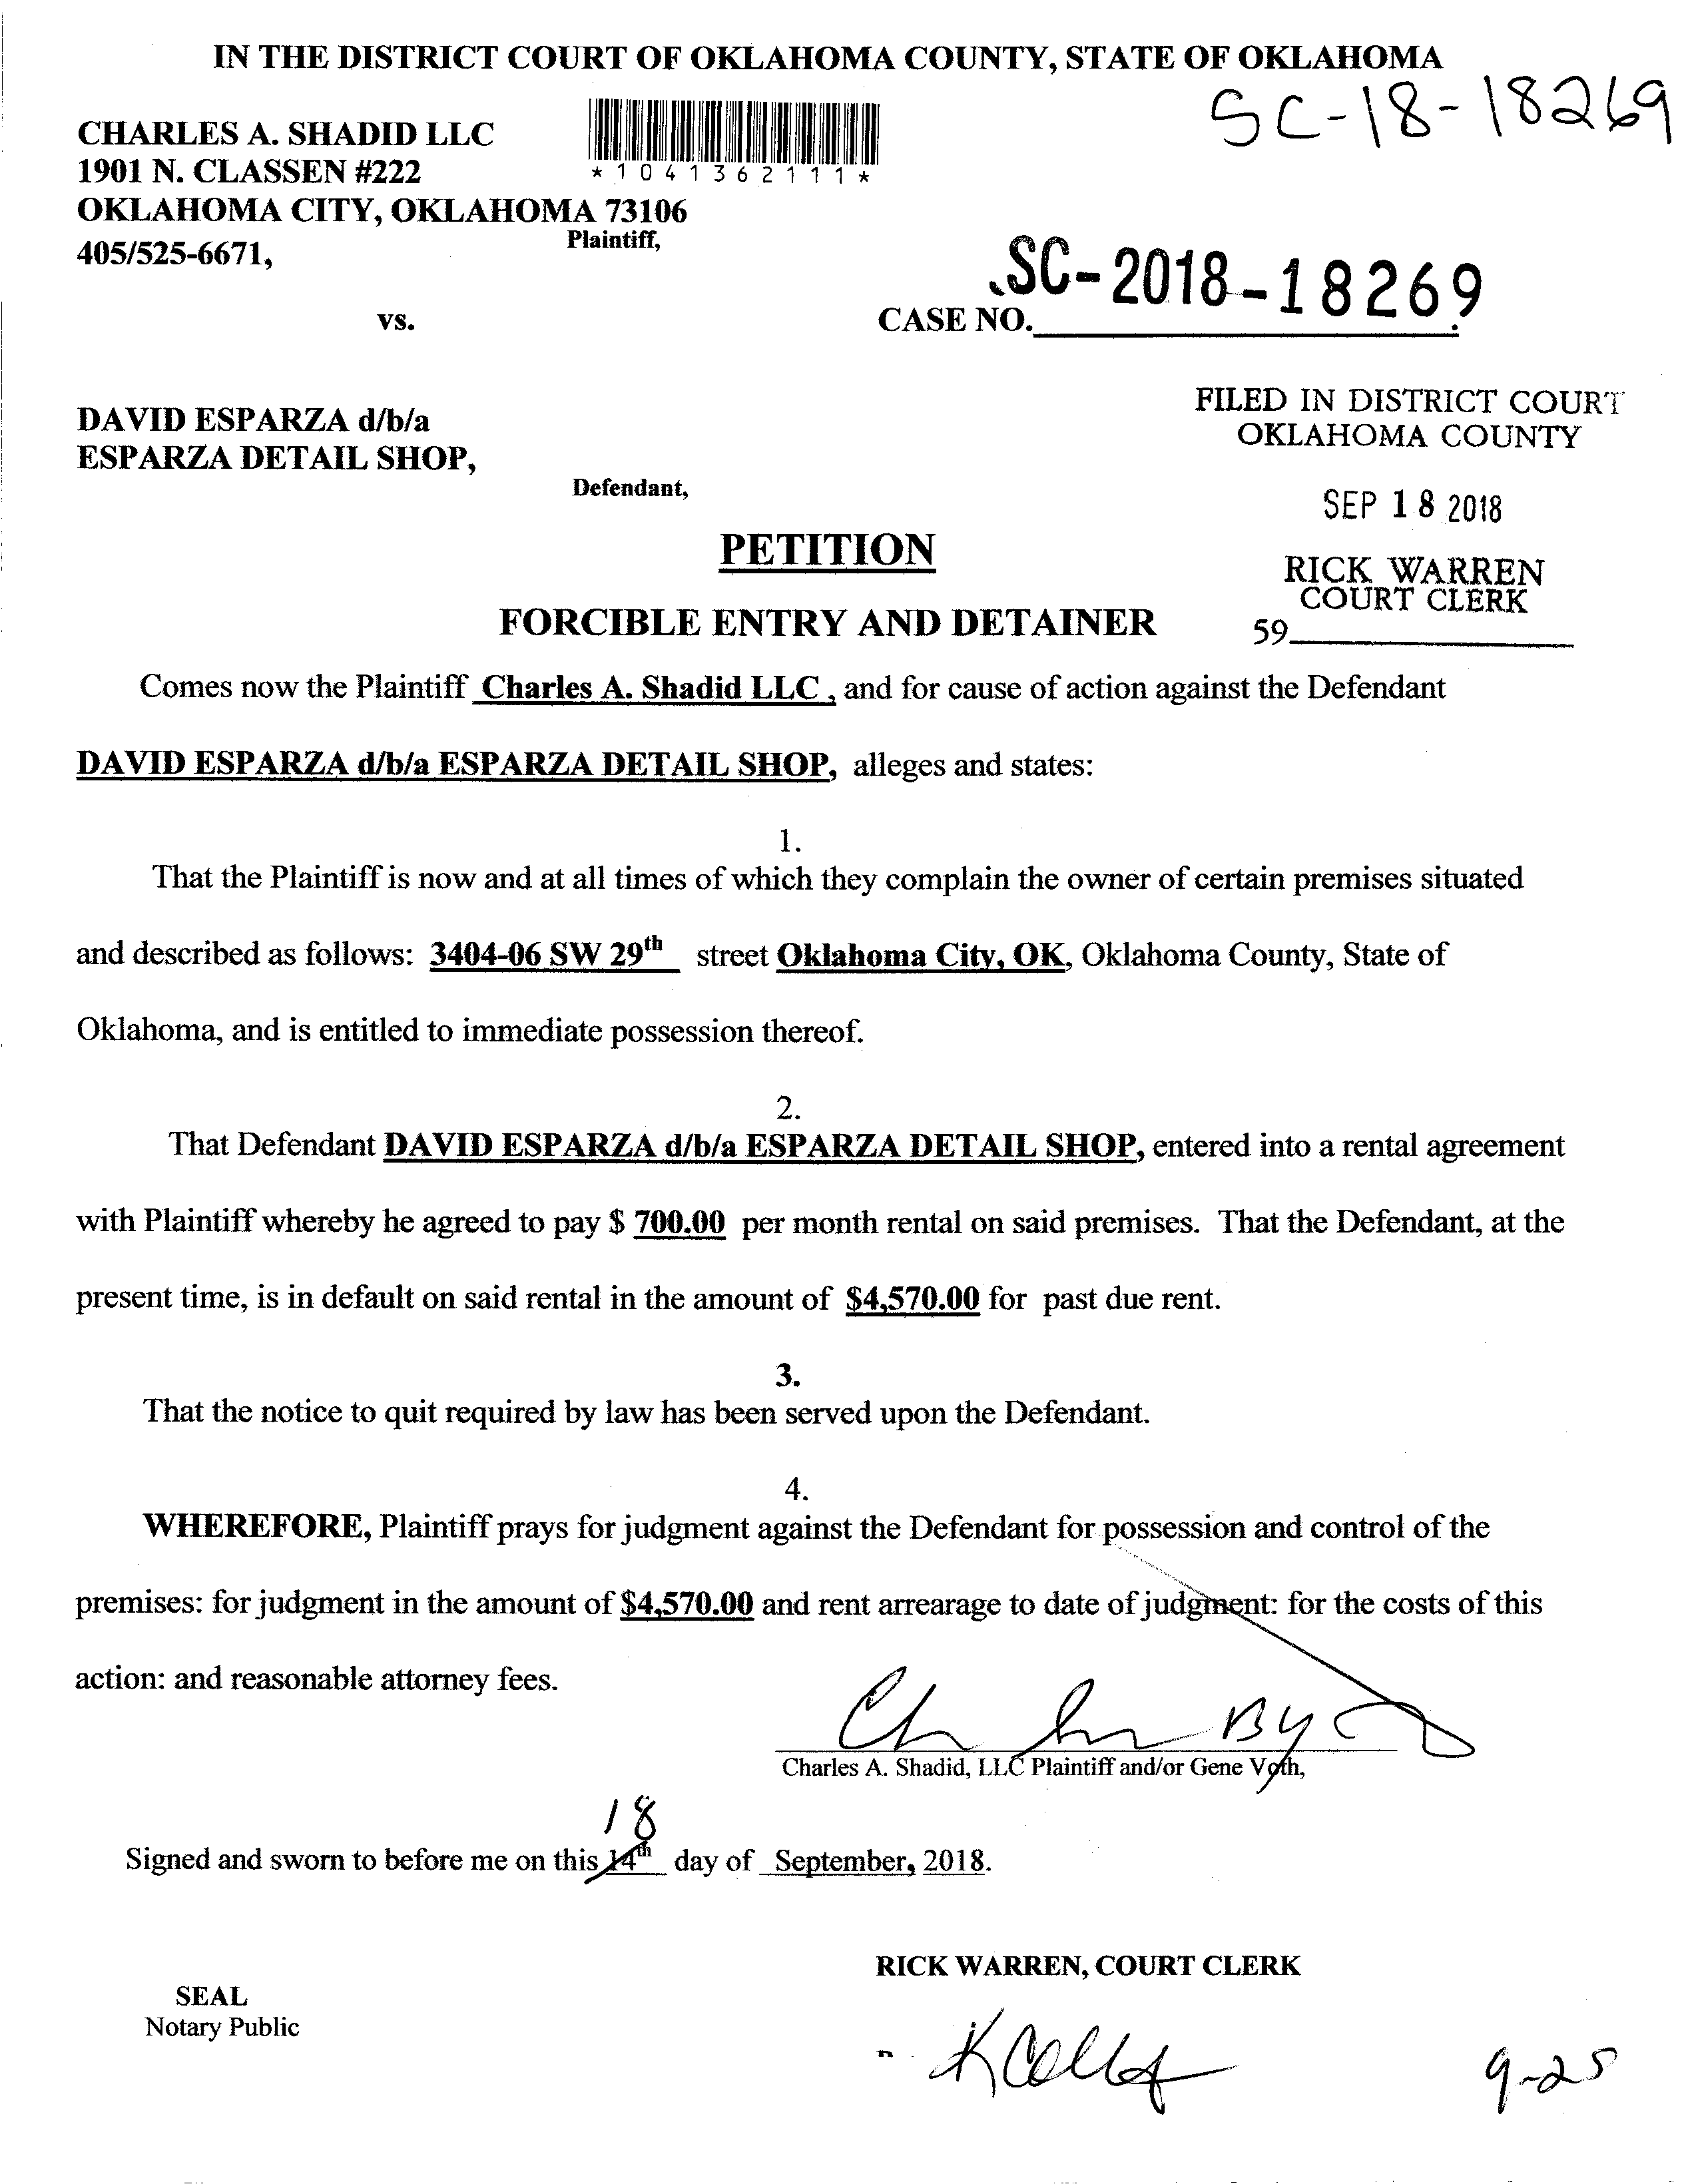 IN THE DISTRICT COURT OF OKLAHOMA COUNTY, STATE OF OKLAHOMA
SC-18-18269
CHARLES A. SHADID LLC
1901 N. CLASSEN #222
*1041362111*
OKLAHOMA CITY, OKLAHOMA 73106
405/525-6671,
Plaintiff,
vs.
CASE NO. SC-2018-18269.
DAVID ESPARZA d/b/a
ESPARZA DETAIL SHOP,
Defendant,
FILED IN DISTRICT COURT
OKLAHOMA COUNTY
SEP 18 2018
RICK WARREN
COURT CLERK
59
PETITION
FORCIBLE ENTRY AND DETAINER
Comes now the Plaintiff Charles A. Shadid LLC , and for cause of action against the Defendant
DAVID ESPARZA d/b/a ESPARZA DETAIL SHOP, alleges and states:
1.
That the Plaintiff is now and at all times of which they complain the owner of certain premises situated
and described as follows: 3404-06 SW 29th street Oklahoma City, OK, Oklahoma County, State of
Oklahoma, and is entitled to immediate possession thereof.
2.
That Defendant DAVID ESPARZA d/b/a ESPARZA DETAIL SHOP, entered into a rental agreement
with Plaintiff whereby he agreed to pay $ 700.00 per month rental on said premises. That the Defendant, at the
present time, is in default on said rental in the amount of $4,570.00 for past due rent.
3.
That the notice to quit required by law has been served upon the Defendant.
4.
WHEREFORE, Plaintiff prays for judgment against the Defendant for possession and control of the
premises: for judgment in the amount of $4,570.00 and rent arrearage to date of judgment: for the costs of this
action: and reasonable attorney fees.
By
Charles A. Shadid, LLC Plaintiff and/or Gene Voth,
18
Signed and sworn to before me on this 14th day of September, 2018.
RICK WARREN, COURT CLERK
SEAL
Notary Public
9-25